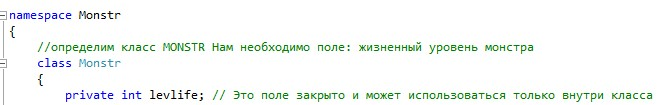 namespace Monstr
{
//определим класс MONSTR Нам необходимо поле: жизненный уровень монстра
class Monstr
{
private int levlife; // Это поле закрыто и может использоваться только внутри класса